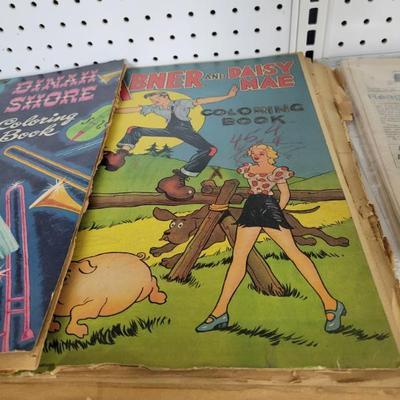 DINAH
SHORE
Coloring
Book
ABNER AND DAISY
MAE
COLORING
BOOK